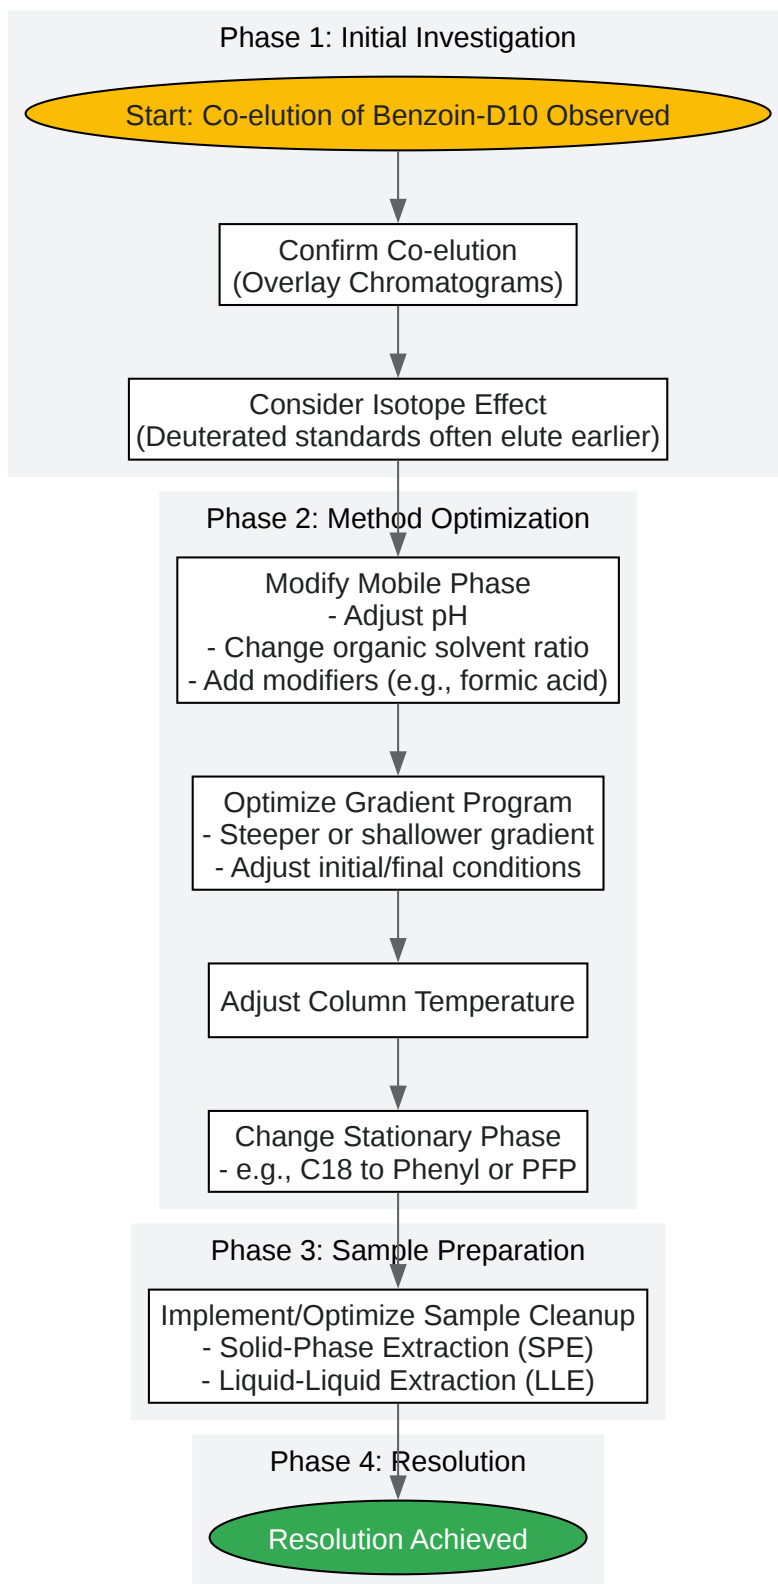 Phase 1: Initial Investigation
Start: Co-elution of Benzoin-D10 Observed
Confirm Co-elution
(Overlay Chromatograms)
Consider Isotope Effect
(Deuterated standards often elute earlier)
Phase 2: Method Optimization
Modify Mobile Phase
- Adjust pH
- Change organic solvent ratio
- Add modifiers (e.g., formic acid)
Optimize Gradient Program
- Steeper or shallower gradient
- Adjust initial/final conditions
Adjust Column Temperature
Change Stationary Phase
- e.g., C18 to Phenyl or PFP
Phase 3: Sample Preparation
Implement/Optimize Sample Cleanup
- Solid-Phase Extraction (SPE)
- Liquid-Liquid Extraction (LLE)
Phase 4: Resolution
Resolution Achieved